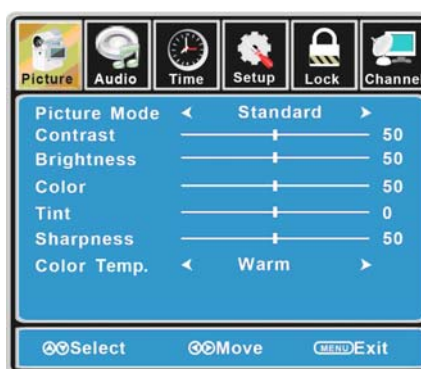 Picture Audio Time Setup Lock Channel
Picture Mode Standard
Contrast 50
Brightness 50
Color 50
Tint 0
Sharpness 50
Color Temp. Warm
Select Move MENU Exit